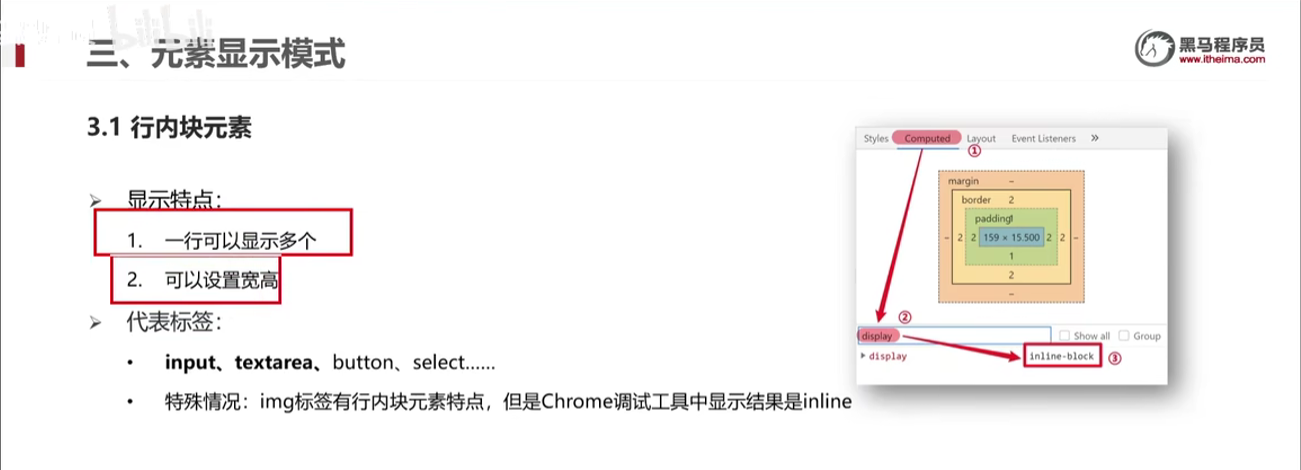 bilibili
三、元素显示模式
黑马程序员
www.itheima.com
3.1 行内块元素
➢ 显示特点：
1. 一行可以显示多个
2. 可以设置宽高
➢ 代表标签：
• input、textarea、button、select......
• 特殊情况：img标签有行内块元素特点，但是Chrome调试工具中显示结果是inline
Styles Computed Layout Event Listeners »
①
margin –
border 2
padding 1
– 2 2 159 × 15.500 2 2 –
1
2
–
②
display Show all Group
display inline-block ③